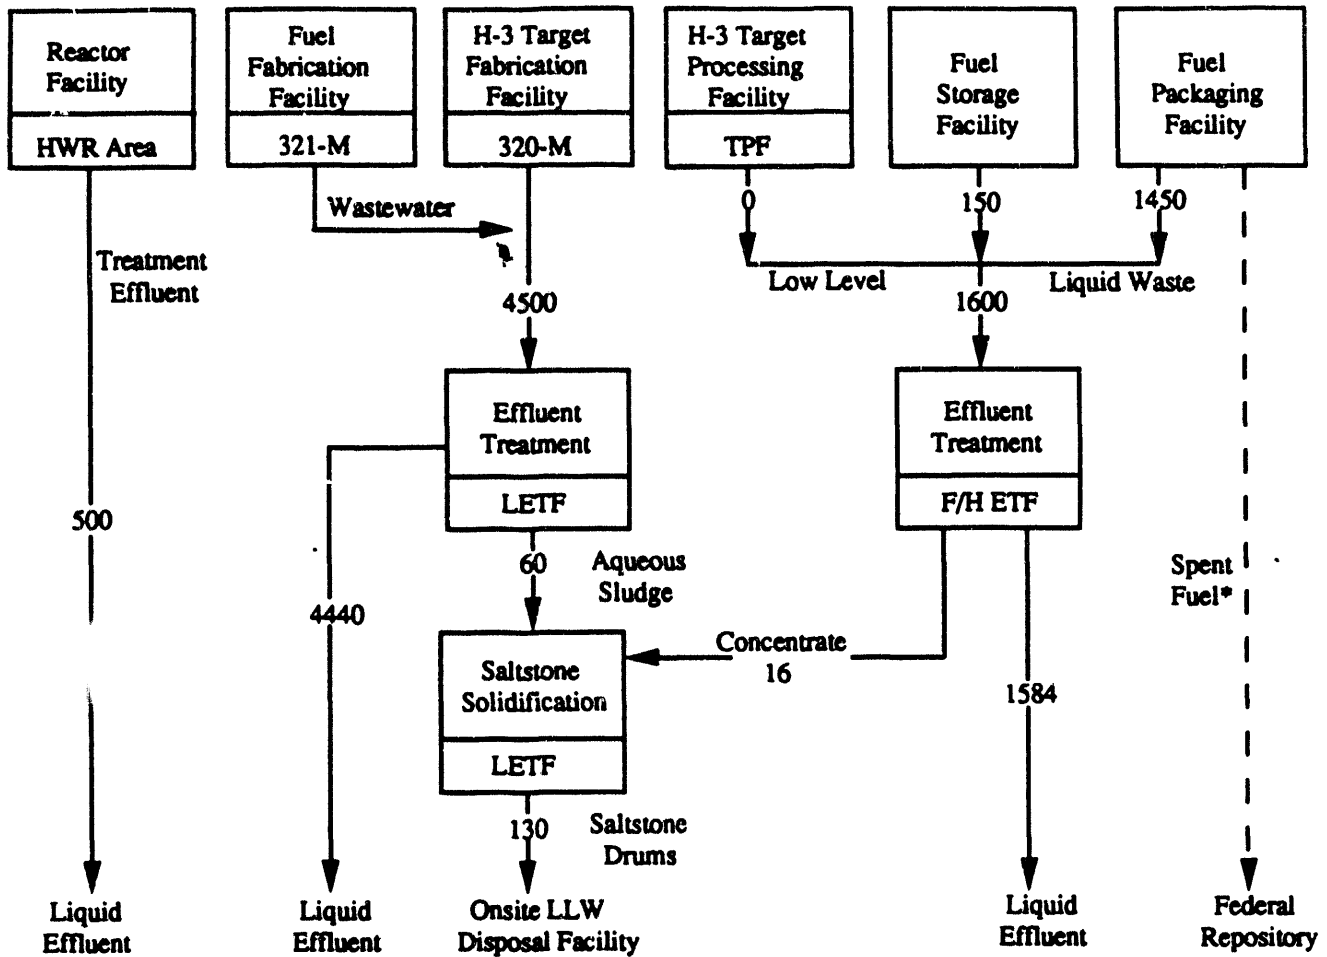 Reactor
Facility
HWR Area
Fuel
Fabrication
Facility
321-M
H-3 Target
Fabrication
Facility
320-M
H-3 Target
Processing
Facility
TPF
Fuel
Storage
Facility
Fuel
Packaging
Facility
Wastewater
0
150
1450
Treatment
Effluent
Low Level
Liquid Waste
4500
1600
Effluent
Treatment
LETF
Effluent
Treatment
F/H ETF
500
60
Aqueous
Sludge
Spent
Fuel*
4440
Concentrate
16
1584
Saltstone
Solidification
LETF
130
Saltstone
Drums
Liquid
Effluent
Liquid
Effluent
Onsite LLW
Disposal Facility
Liquid
Effluent
Federal
Repository